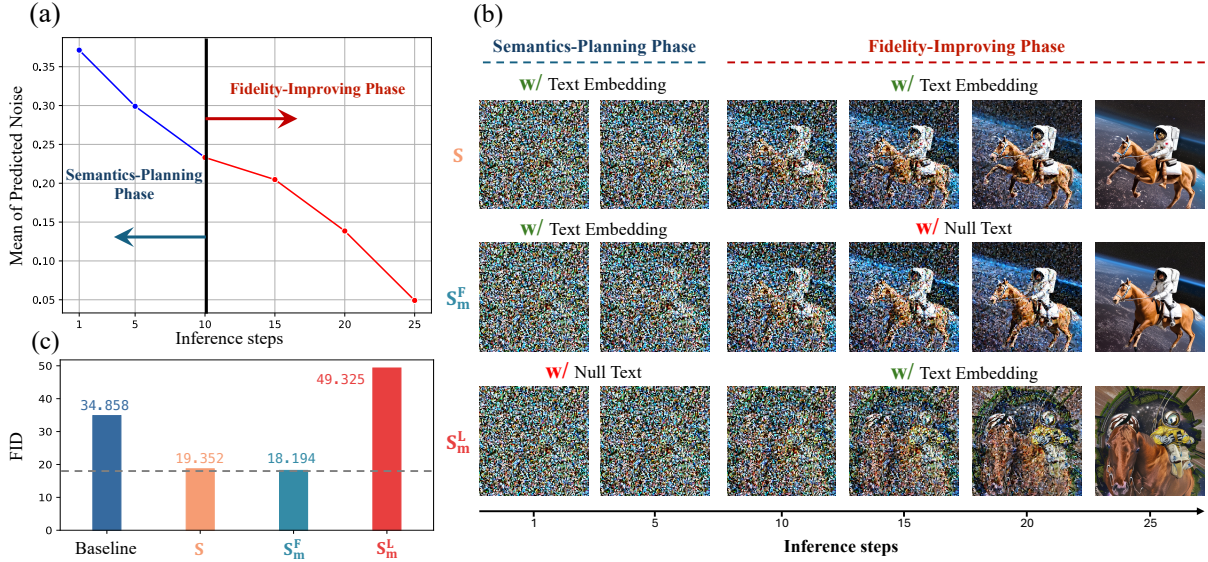 (a)
Mean of Predicted Noise
0.35
0.30
0.25
0.20
0.15
0.10
0.05
Fidelity-Improving Phase
Semantics-Planning
Phase
1 5 10 15 20 25
Inference steps
(b)
Semantics-Planning Phase Fidelity-Improving Phase
w/ Text Embedding w/ Text Embedding
S
w/ Text Embedding w/ Null Text
S_m^F
w/ Null Text w/ Text Embedding
S_m^L
1 5 10 15 20 25
Inference steps
(c)
FID
50
40
30
20
10
0
34.858
19.352
18.194
49.325
Baseline S S_m^F S_m^L